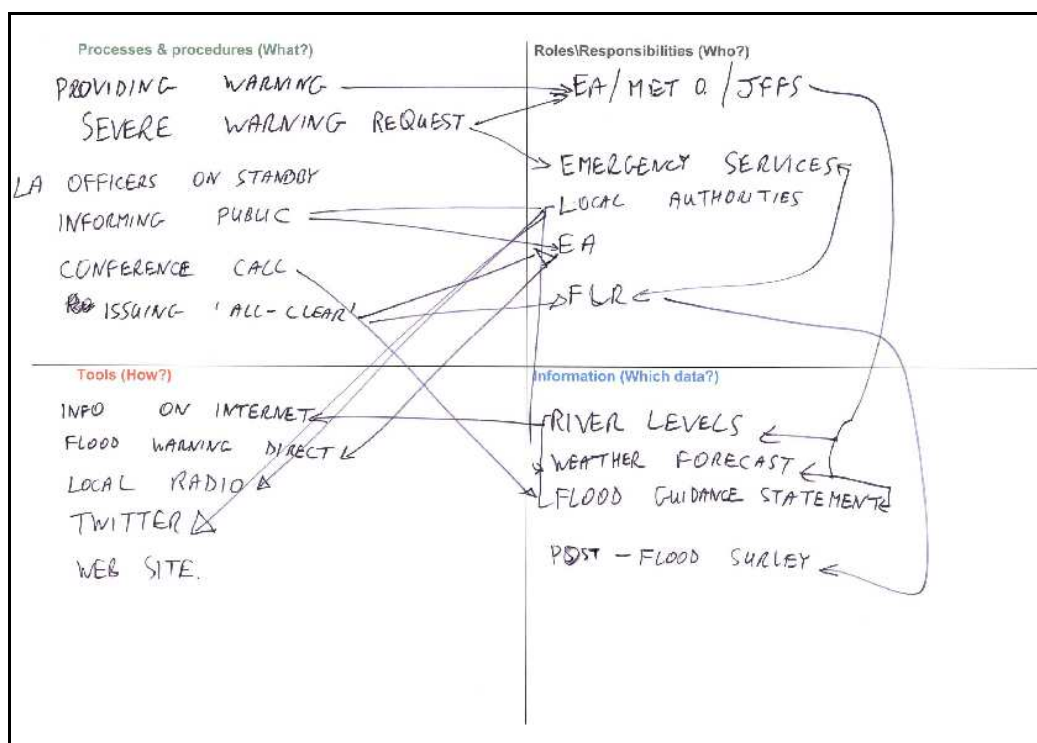 Processes & procedures (What?)
PROVIDING WARNING
SEVERE WARNING REQUEST
LA OFFICERS ON STANDBY
INFORMING PUBLIC
CONFERENCE CALL
ISSUING 'ALL-CLEAR'
Roles\Responsibilities (Who?)
EA/MET O./JFFS
EMERGENCY SERVICES
LOCAL AUTHORITIES
EA
FLR
Tools (How?)
INFO ON INTERNET
FLOOD WARNING DIRECT
LOCAL RADIO
TWITTER
WEB SITE.
Information (Which data?)
RIVER LEVELS
WEATHER FORECAST
FLOOD GUIDANCE STATEMENT
POST-FLOOD SURLEY